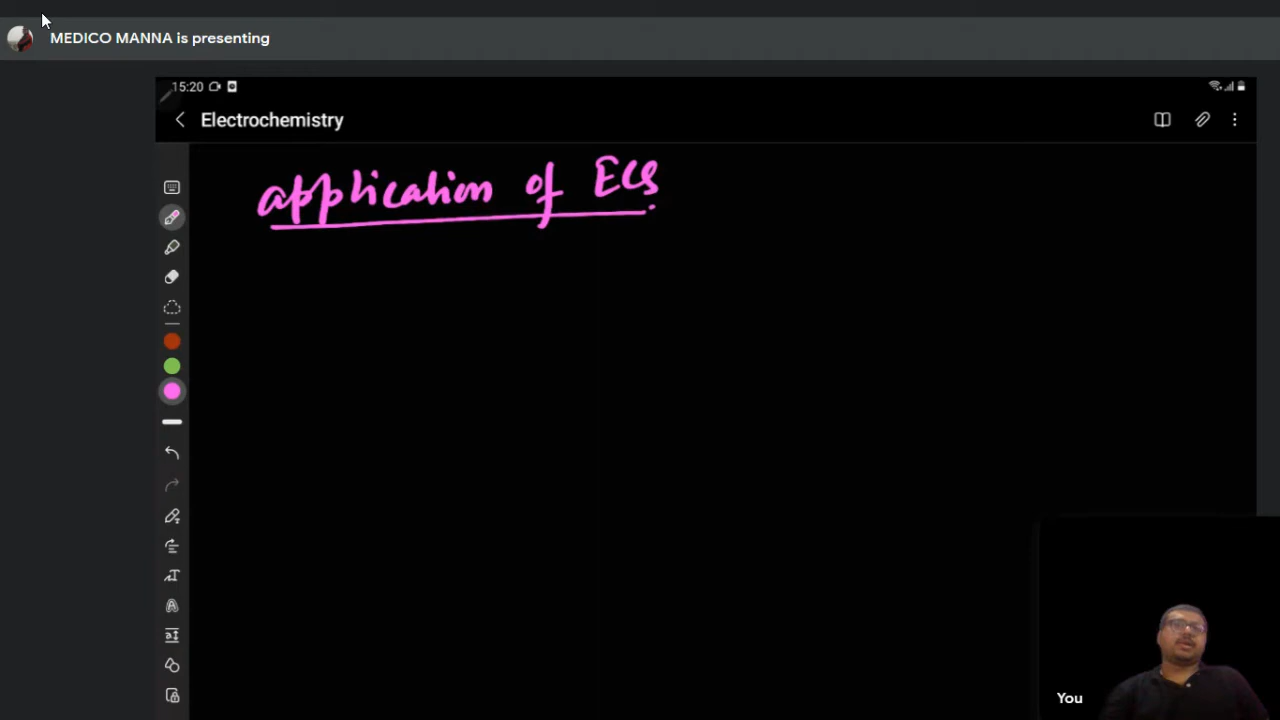 MEDICO MANNA is presenting
15:20
Electrochemistry
application of ECS
You